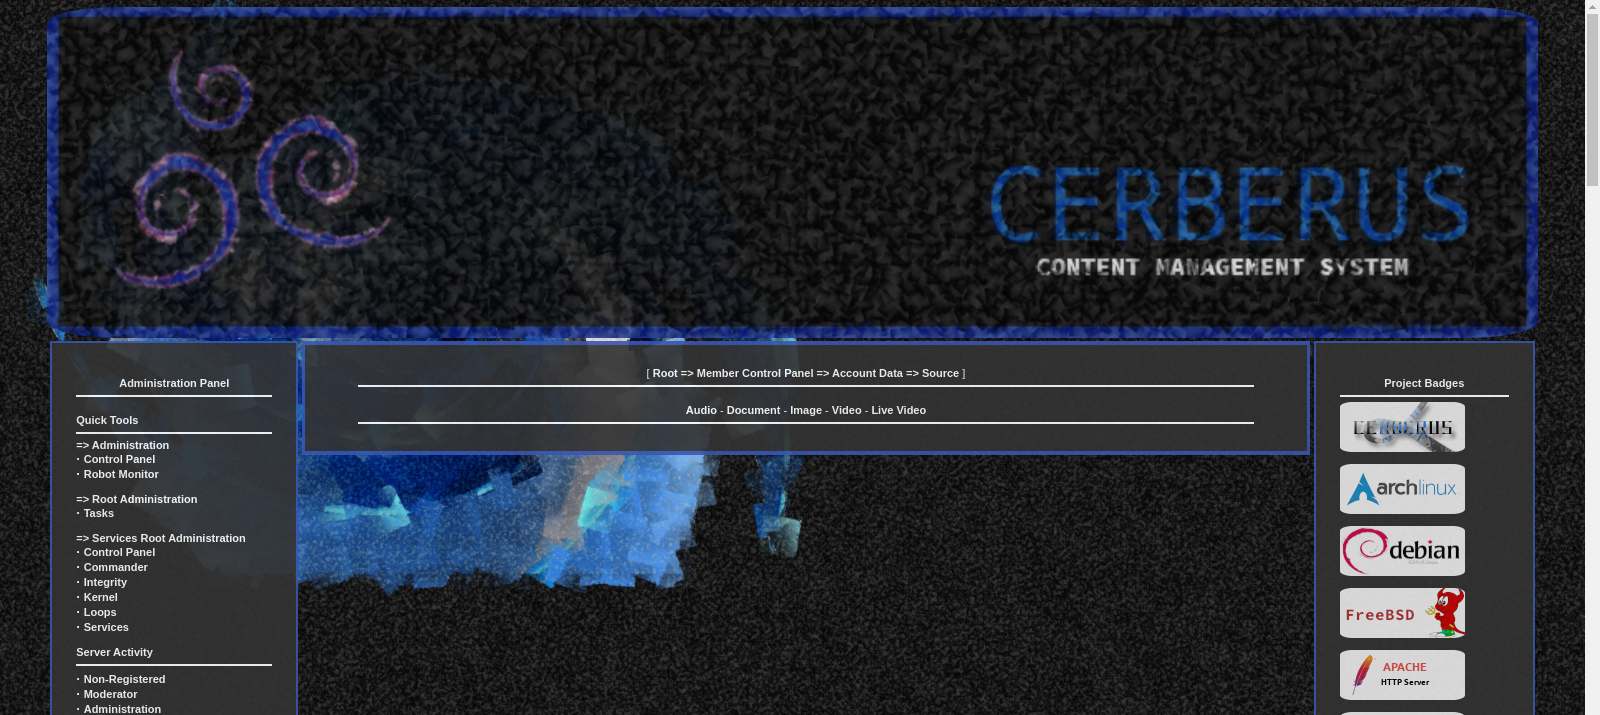 CERBERUS
CONTENT MANAGEMENT SYSTEM
Administration Panel
Quick Tools
=> Administration
· Control Panel
· Robot Monitor
=> Root Administration
· Tasks
=> Services Root Administration
· Control Panel
· Commander
· Integrity
· Kernel
· Loops
· Services
Server Activity
· Non-Registered
· Moderator
· Administration
[ Root => Member Control Panel => Account Data => Source ]
Audio - Document - Image - Video - Live Video
Project Badges
CERBERUS
archlinux
debian
FreeBSD
APACHE
HTTP Server